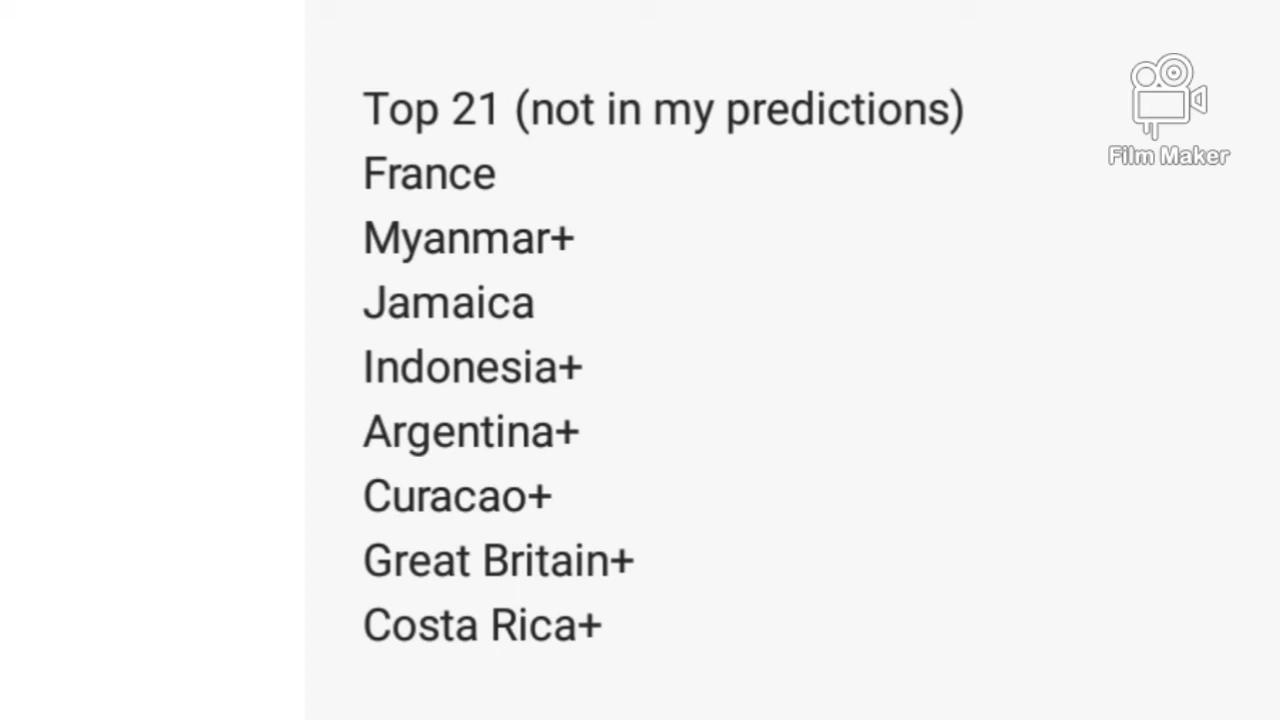 Top 21 (not in my predictions)
France
Myanmar+
Jamaica
Indonesia+
Argentina+
Curacao+
Great Britain+
Costa Rica+
Film Maker